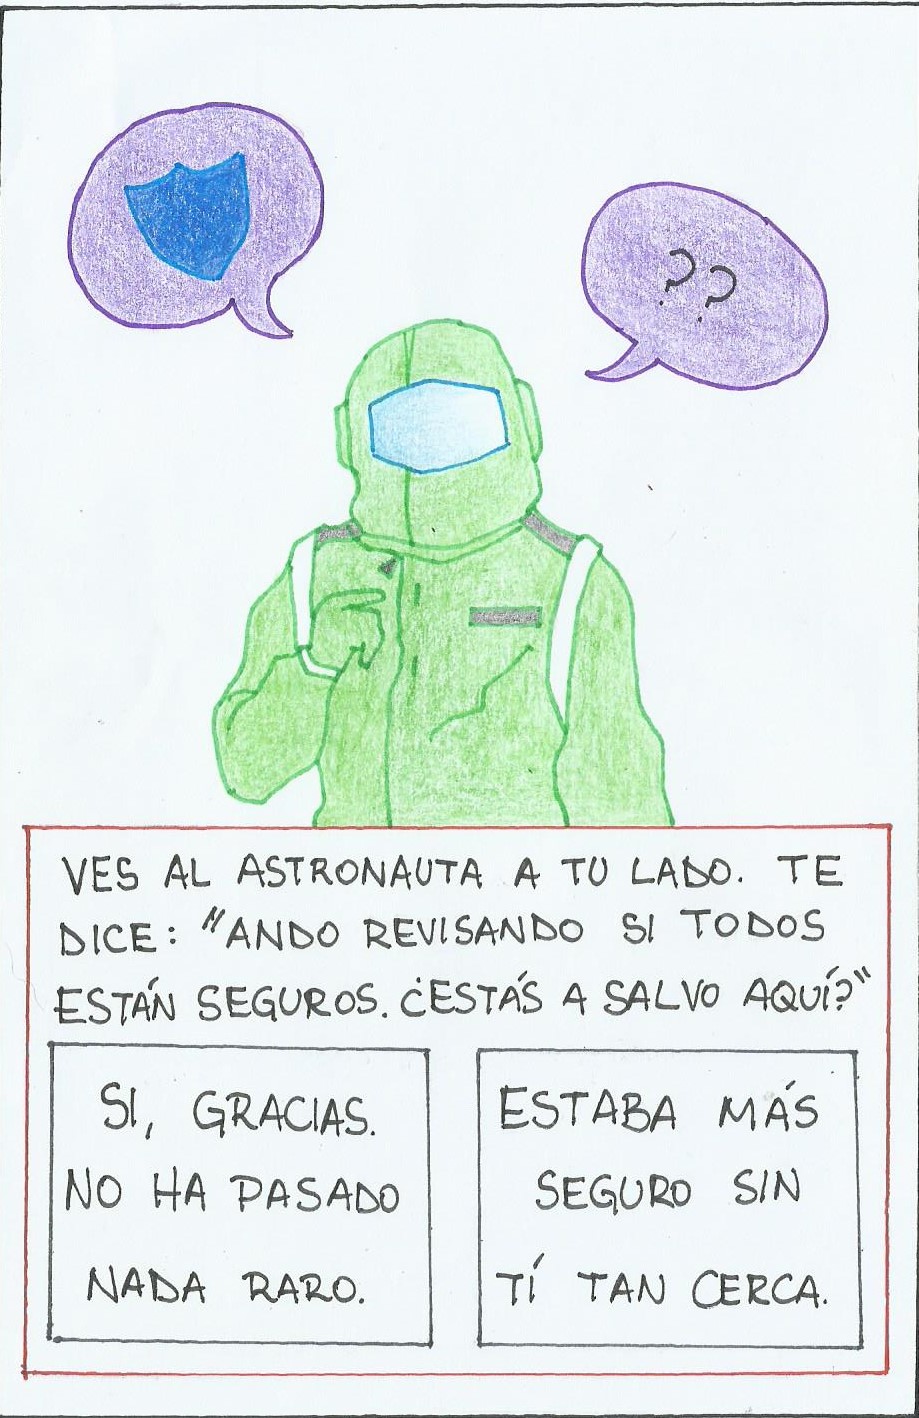 ??
VES AL ASTRONAUTA A TU LADO. TE
DICE: "ANDO REVISANDO SI TODOS
ESTÁN SEGUROS. ¿ESTÁS A SALVO AQUÍ?"
SI, GRACIAS.
NO HA PASADO
NADA RARO.
ESTABA MÁS
SEGURO SIN
TÍ TAN CERCA.